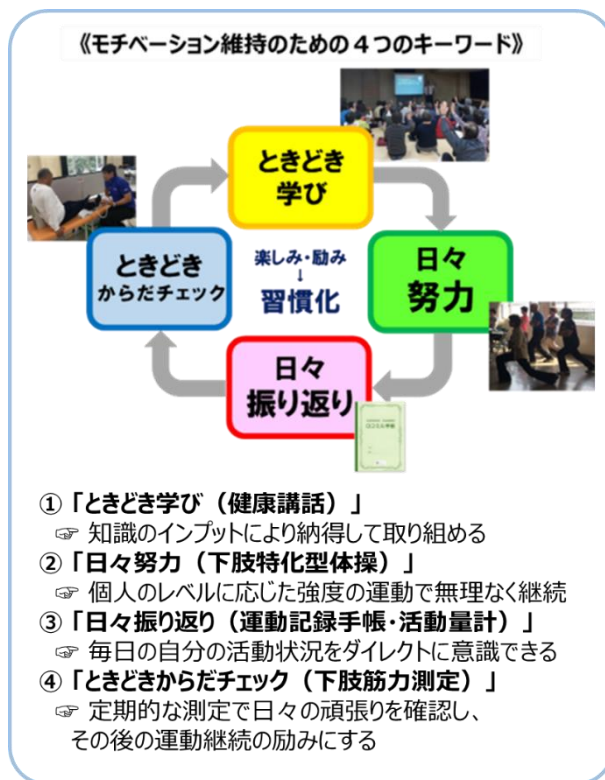 《モチベーション維持のための４つのキーワード》
ときどき
学び
日々
努力
楽しみ・励み
↓
習慣化
ときどき
からだチェック
日々
振り返り
① 「ときどき学び（健康講話）」
☞ 知識のインプットにより納得して取り組める
② 「日々努力（下肢特化型体操）」
☞ 個人のレベルに応じた強度の運動で無理なく継続
③ 「日々振り返り（運動記録手帳・活動量計）」
☞ 毎日の自分の活動状況をダイレクトに意識できる
④ 「ときどきからだチェック（下肢筋力測定）」
☞ 定期的な測定で日々の頑張りを確認し、
その後の運動継続の励みにする